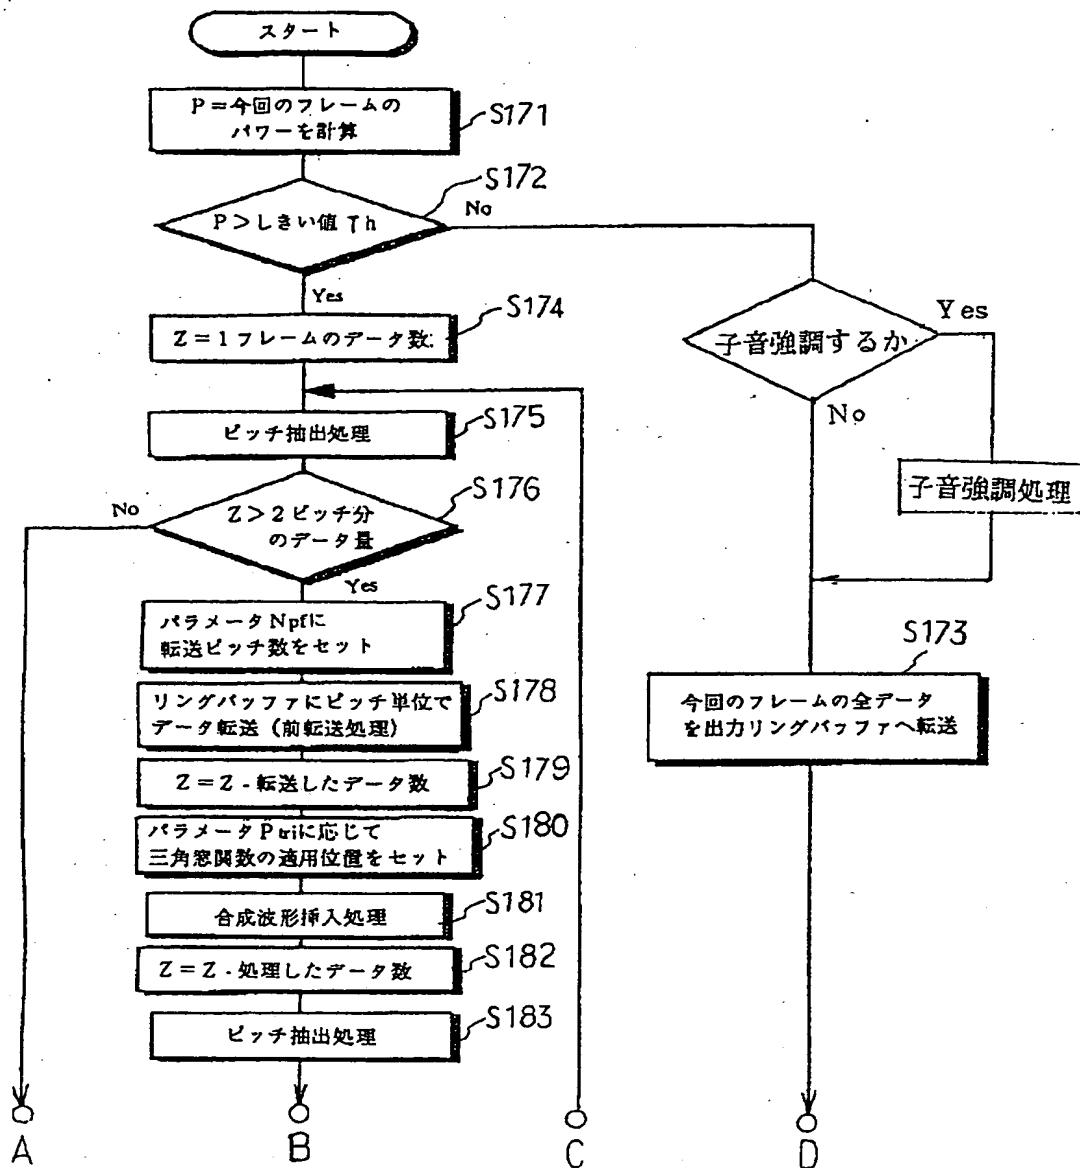 スタート
P=今回のフレームの
パワーを計算
S171
P>しきい値Th
S172
No
Yes
Z=1フレームのデータ数
S174
ピッチ抽出処理
S175
Z>2ピッチ分
のデータ量
S176
No
Yes
パラメータNpfに
転送ピッチ数をセット
S177
リングバッファにピッチ単位で
データ転送(前転送処理)
S178
Z=Z-転送したデータ数
S179
パラメータPtriに応じて
三角窓関数の適用位置をセット
S180
合成波形挿入処理
S181
Z=Z-処理したデータ数
S182
ピッチ抽出処理
S183
子音強調するか
Yes
No
子音強調処理
S173
今回のフレームの全データ
を出力リングバッファへ転送
A
B
C
D